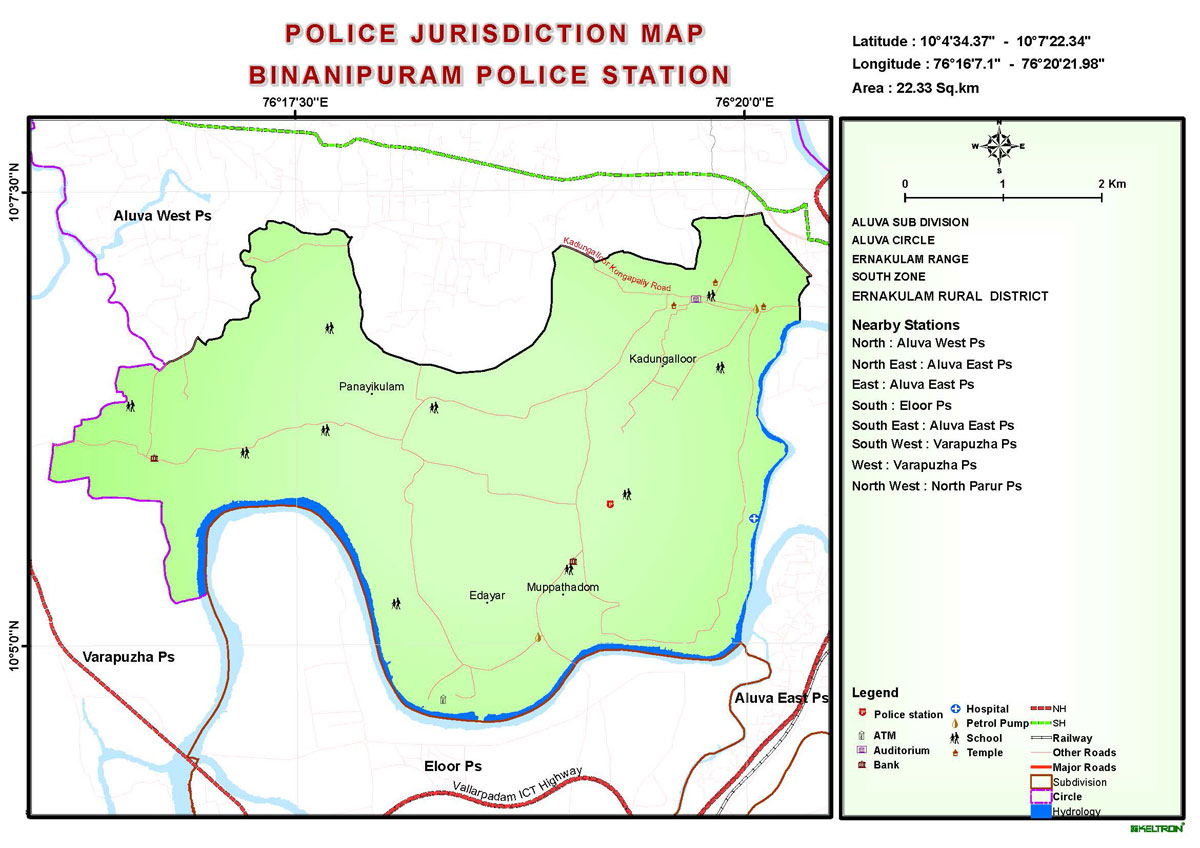 POLICE JURISDICTION MAP
BINANIPURAM POLICE STATION
Latitude : 10°4'34.37" - 10°7'22.34"
Longitude : 76°16'7.1" - 76°20'21.98"
Area : 22.33 Sq.km
76°17'30"E
76°20'0"E
10°7'30"N
10°5'0"N
Aluva West Ps
Kadungalloor Kongapally Road
Kadungalloor
Panayikulam
Edayar
Muppathadom
Varapuzha Ps
Aluva East Ps
Eloor Ps
Vallarpadam ICT Highway
N
W E
S
0 1 2 Km
ALUVA SUB DIVISION
ALUVA CIRCLE
ERNAKULAM RANGE
SOUTH ZONE
ERNAKULAM RURAL DISTRICT
Nearby Stations
North : Aluva West Ps
North East : Aluva East Ps
East : Aluva East Ps
South : Eloor Ps
South East : Aluva East Ps
South West : Varapuzha Ps
West : Varapuzha Ps
North West : North Parur Ps
Legend
Police station
ATM
Auditorium
Bank
Hospital
Petrol Pump
School
Temple
NH
SH
Railway
Other Roads
Major Roads
Subdivision
Circle
Hydrology
KELTRON